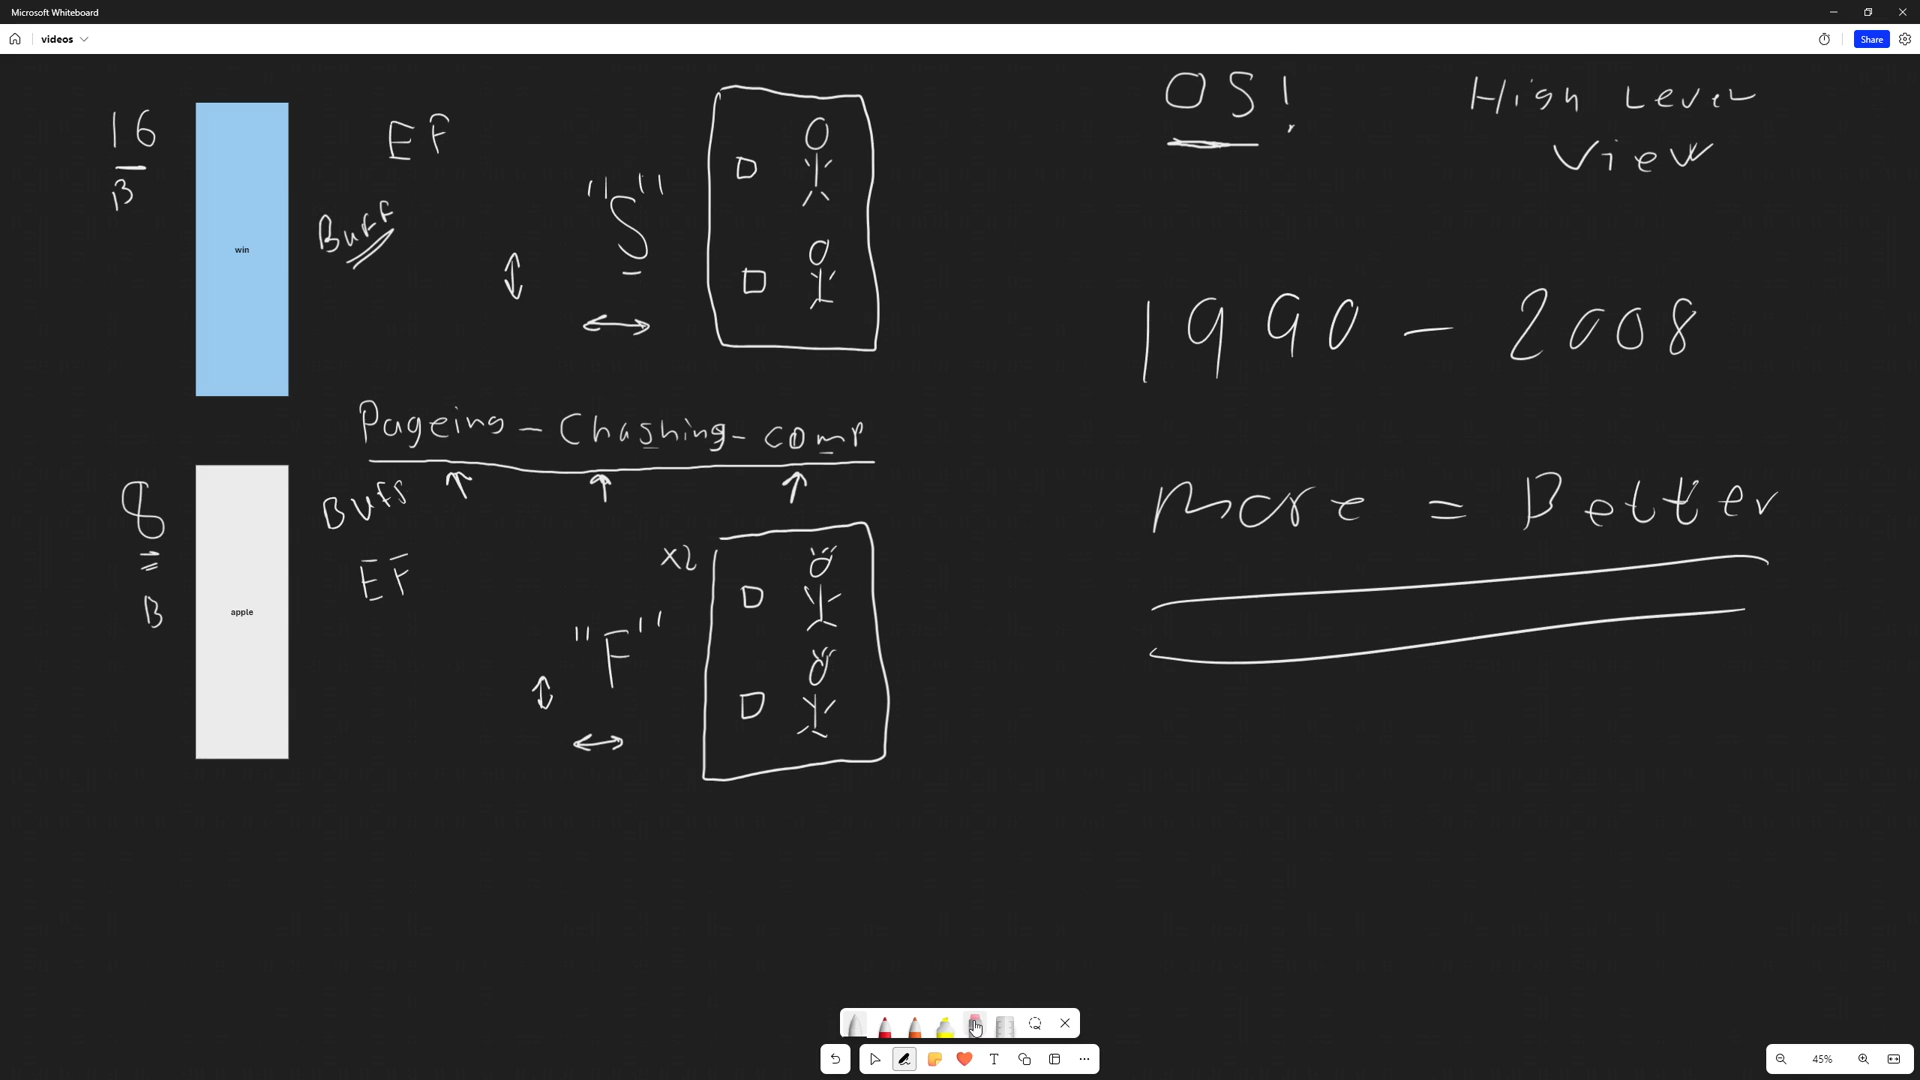 Microsoft Whiteboard
videos
Share
16
B
win
EF
Buff
"S"
OS!
High Level
View
1990 - 2008
Pageing - Chashing - comp
8
B
apple
Bufs
EF
x2
"F"
more = Better
45%